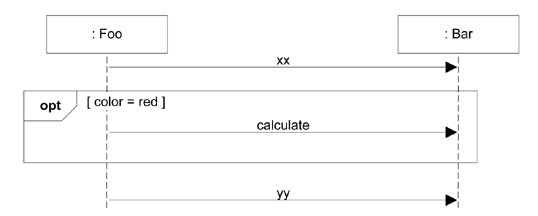 : Foo
: Bar
xx
opt
[ color = red ]
calculate
yy